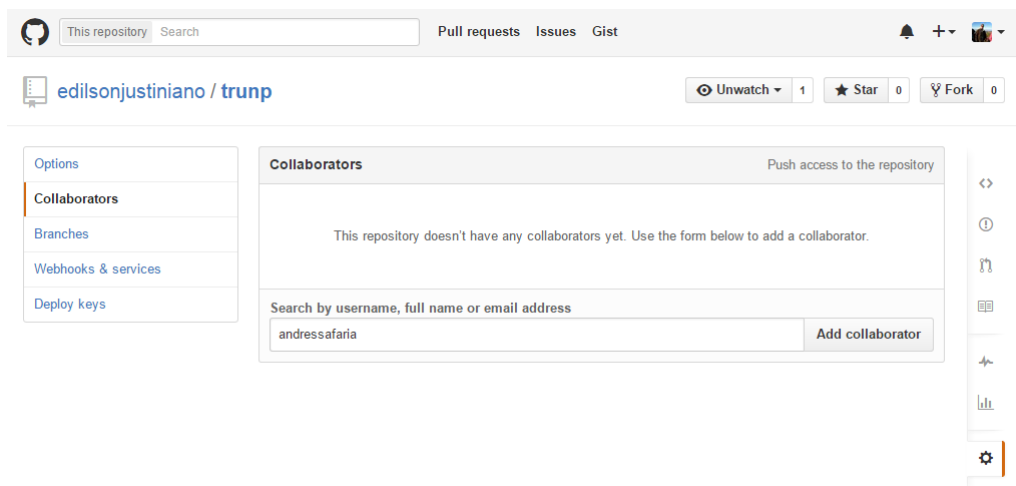 This repository Search Pull requests Issues Gist
edilsonjustiniano / trunp Unwatch 1 Star 0 Fork 0
Options
Collaborators
Branches
Webhooks & services
Deploy keys
Collaborators Push access to the repository
This repository doesn't have any collaborators yet. Use the form below to add a collaborator.
Search by username, full name or email address
andressafaria Add collaborator